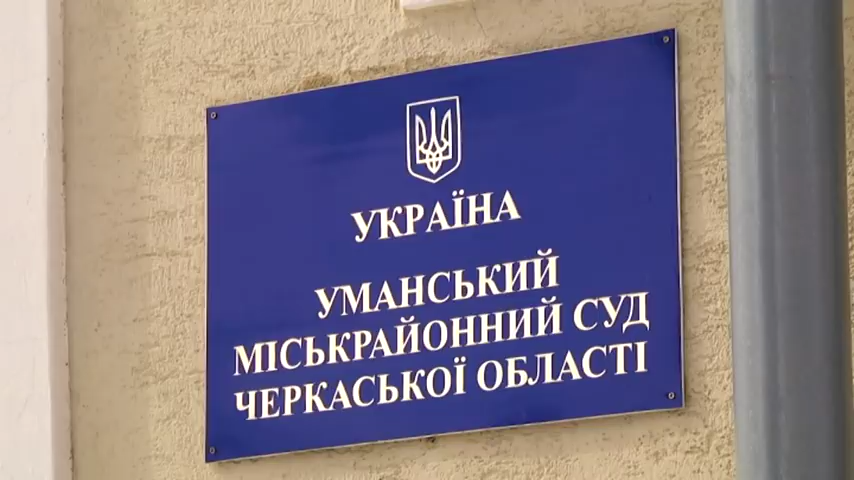 УКРАЇНА
УМАНСЬКИЙ
МІСЬКРАЙОННИЙ СУД
ЧЕРКАСЬКОЇ ОБЛАСТІ